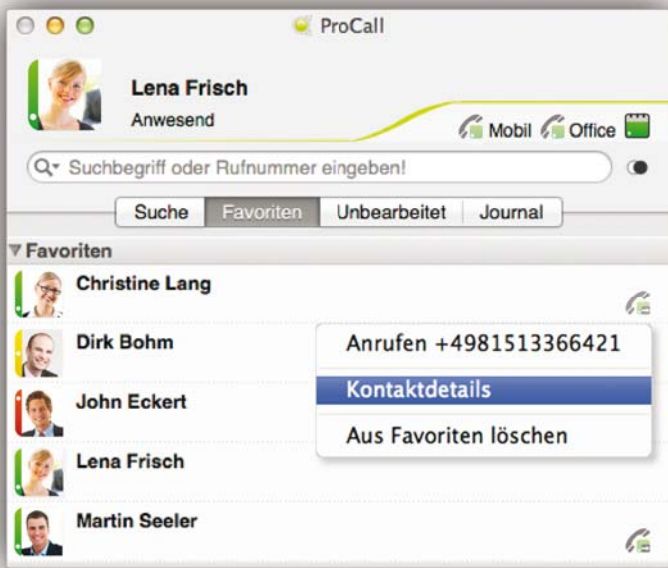 ProCall
Lena Frisch
Anwesend
Mobil Office
Suchbegriff oder Rufnummer eingeben!
Suche Favoriten Unbearbeitet Journal
Favoriten
Christine Lang
Dirk Bohm
Anrufen +4981513366421
Kontaktdetails
John Eckert
Aus Favoriten löschen
Lena Frisch
Martin Seeler